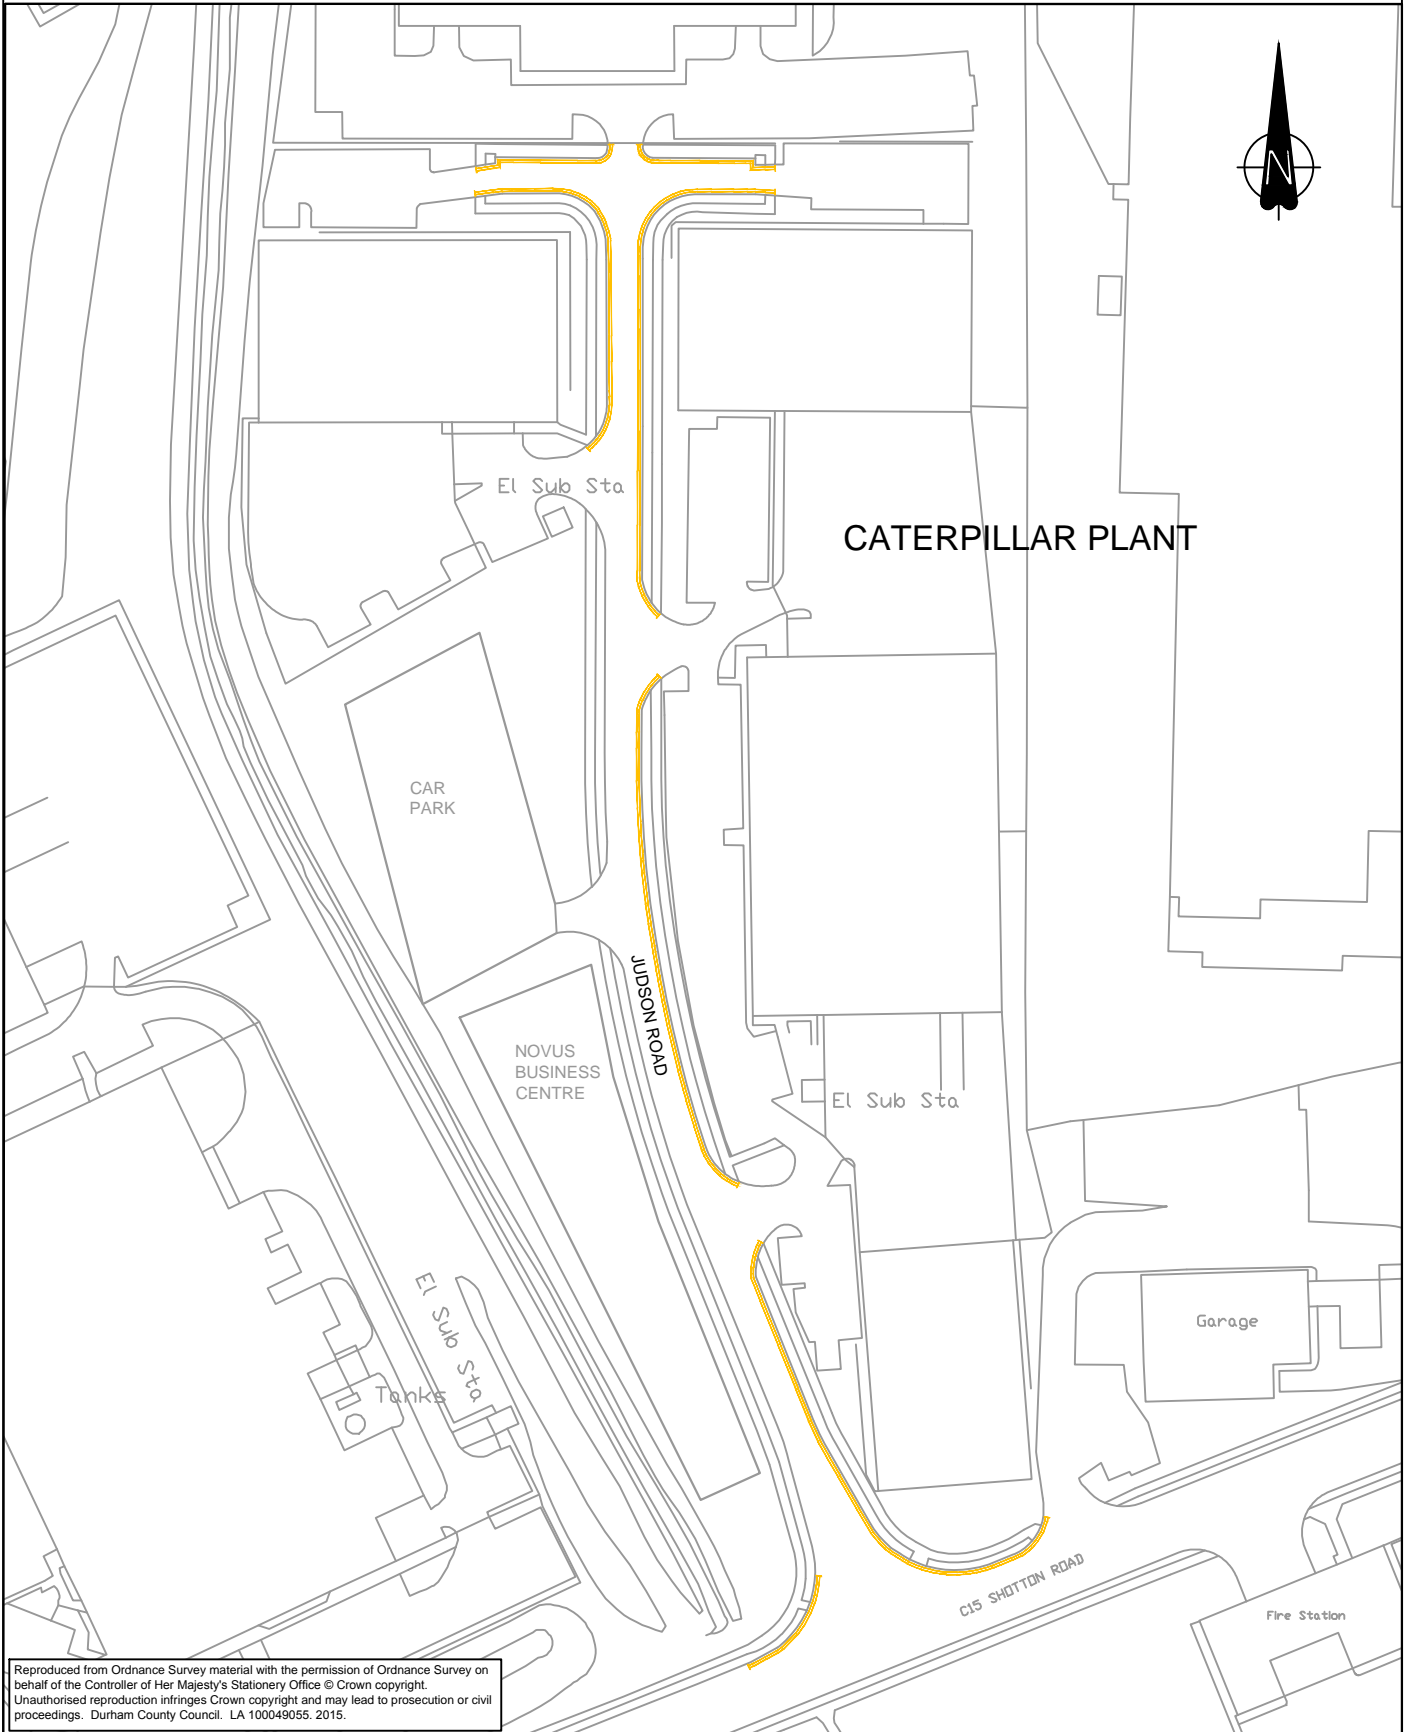 N
El Sub Sta
CATERPILLAR PLANT
CAR
PARK
JUDSON ROAD
NOVUS
BUSINESS
CENTRE
El Sub Sta
El Sub Sta
Garage
Tanks
C15 SHOTTON ROAD
Fire Station
Reproduced from Ordnance Survey material with the permission of Ordnance Survey on
behalf of the Controller of Her Majesty's Stationery Office © Crown copyright.
Unauthorised reproduction infringes Crown copyright and may lead to prosecution or civil
proceedings. Durham County Council. LA 100049055. 2015.